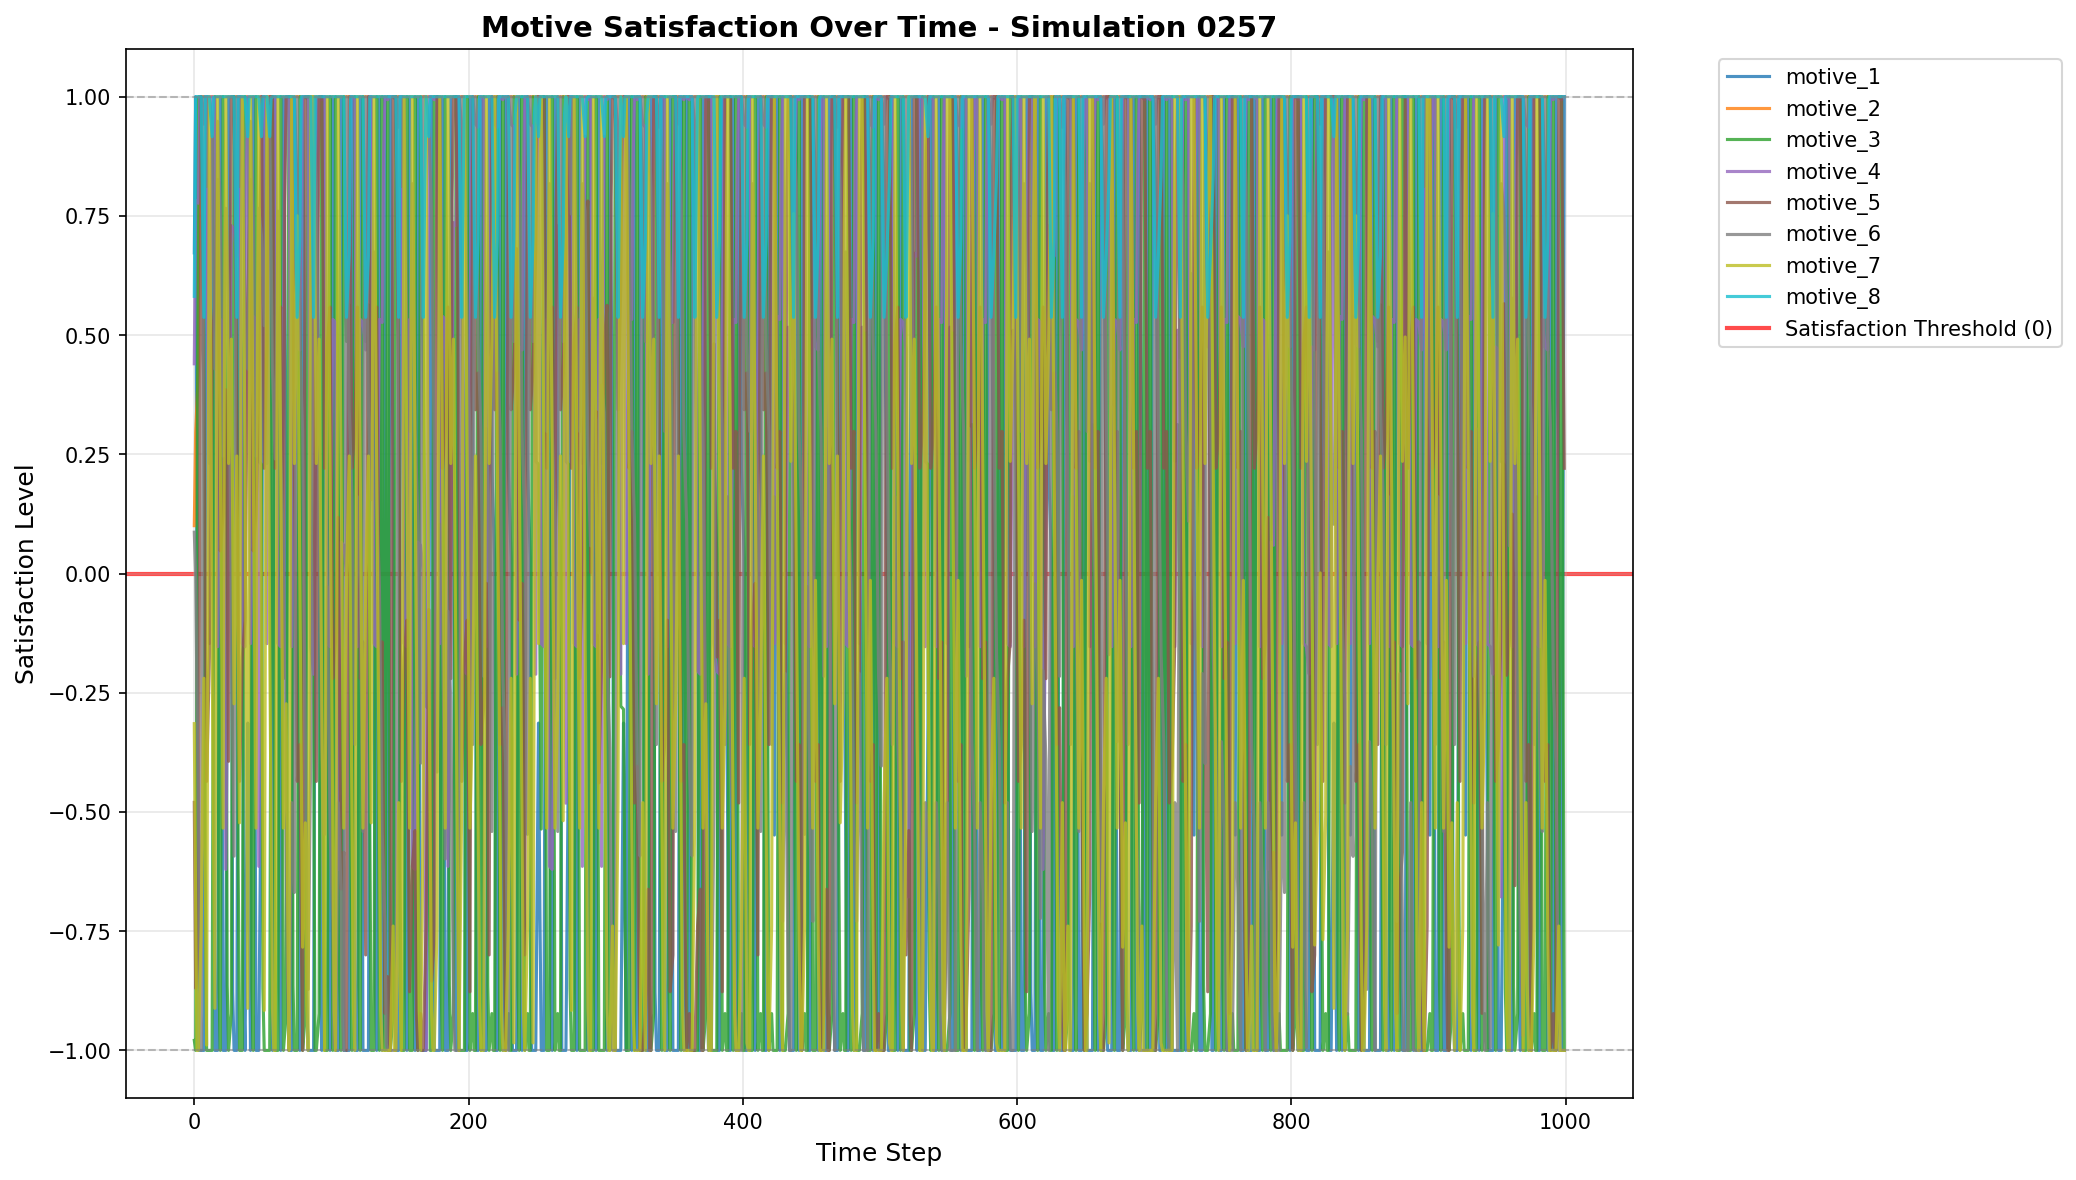 Motive Satisfaction Over Time - Simulation 0257
Satisfaction Level
1.00
0.75
0.50
0.25
0.00
−0.25
−0.50
−0.75
−1.00
0
200
400
600
800
1000
Time Step
motive_1
motive_2
motive_3
motive_4
motive_5
motive_6
motive_7
motive_8
Satisfaction Threshold (0)